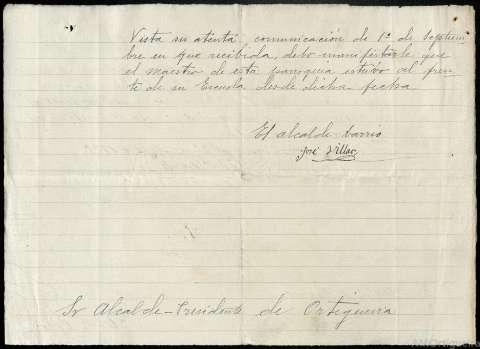 Vista su atenta comunicación de 1º de Septiem
bre en que recibida, debo manifestarle que
el maestro de esta parroquia estubo al fren
te de su Escuela desde dicha fecha
El alcalde barrio
José Villar
Sr Alcalde-Presidente de Ortigueira